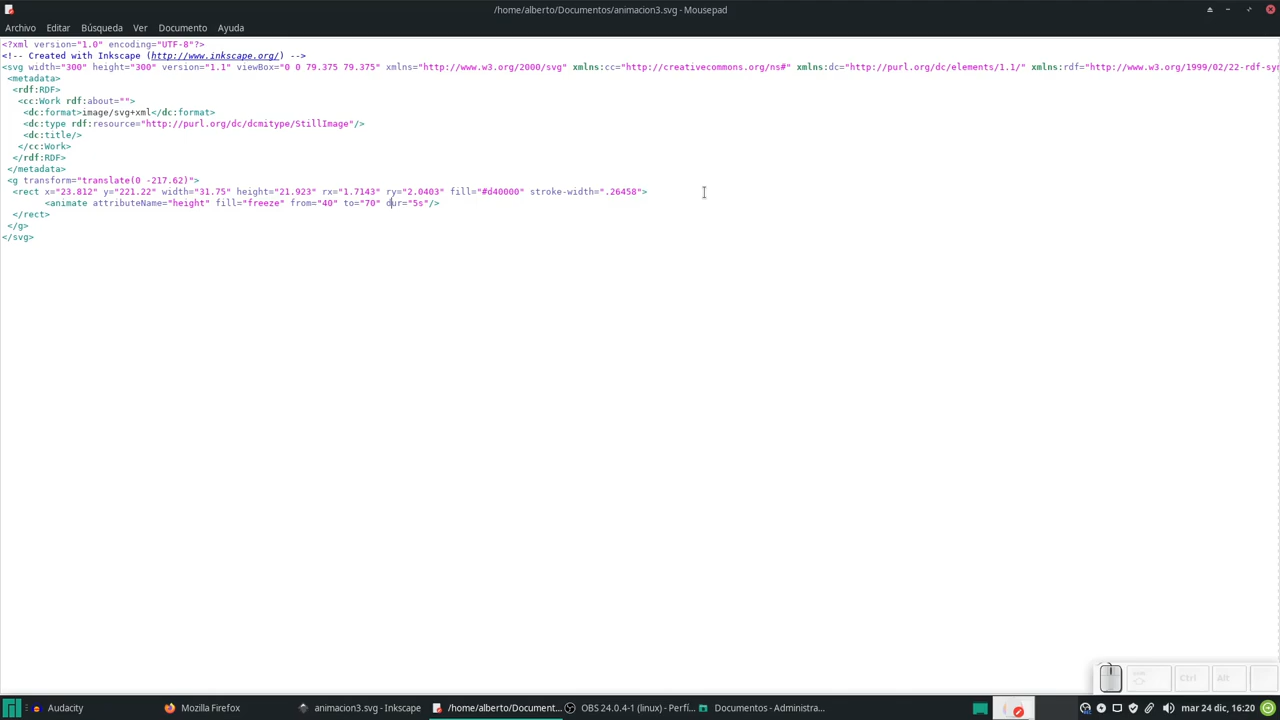 /home/alberto/Documentos/animacion3.svg - Mousepad
Archivo Editar Búsqueda Ver Documento Ayuda
<?xml version="1.0" encoding="UTF-8"?>
<!-- Created with Inkscape (http://www.inkscape.org/) -->
<svg width="300" height="300" version="1.1" viewBox="0 0 79.375 79.375" xmlns="http://www.w3.org/2000/svg" xmlns:cc="http://creativecommons.org/ns#" xmlns:dc="http://purl.org/dc/elements/1.1/" xmlns:rdf="http://www.w3.org/1999/02/22-rdf-syn
<metadata>
<rdf:RDF>
<cc:Work rdf:about="">
<dc:format>image/svg+xml</dc:format>
<dc:type rdf:resource="http://purl.org/dc/dcmitype/StillImage"/>
<dc:title/>
</cc:Work>
</rdf:RDF>
</metadata>
<g transform="translate(0 -217.62)">
<rect x="23.812" y="221.22" width="31.75" height="21.923" rx="1.7143" ry="2.0403" fill="#d40000" stroke-width=".26458">
<animate attributeName="height" fill="freeze" from="40" to="70" dur="5s"/>
</rect>
</g>
</svg>
Ctrl Alt
Audacity Mozilla Firefox animacion3.svg - Inkscape /home/alberto/Document... OBS 24.0.4-1 (linux) - Perfi... Documentos - Administra... mar 24 dic, 16:20